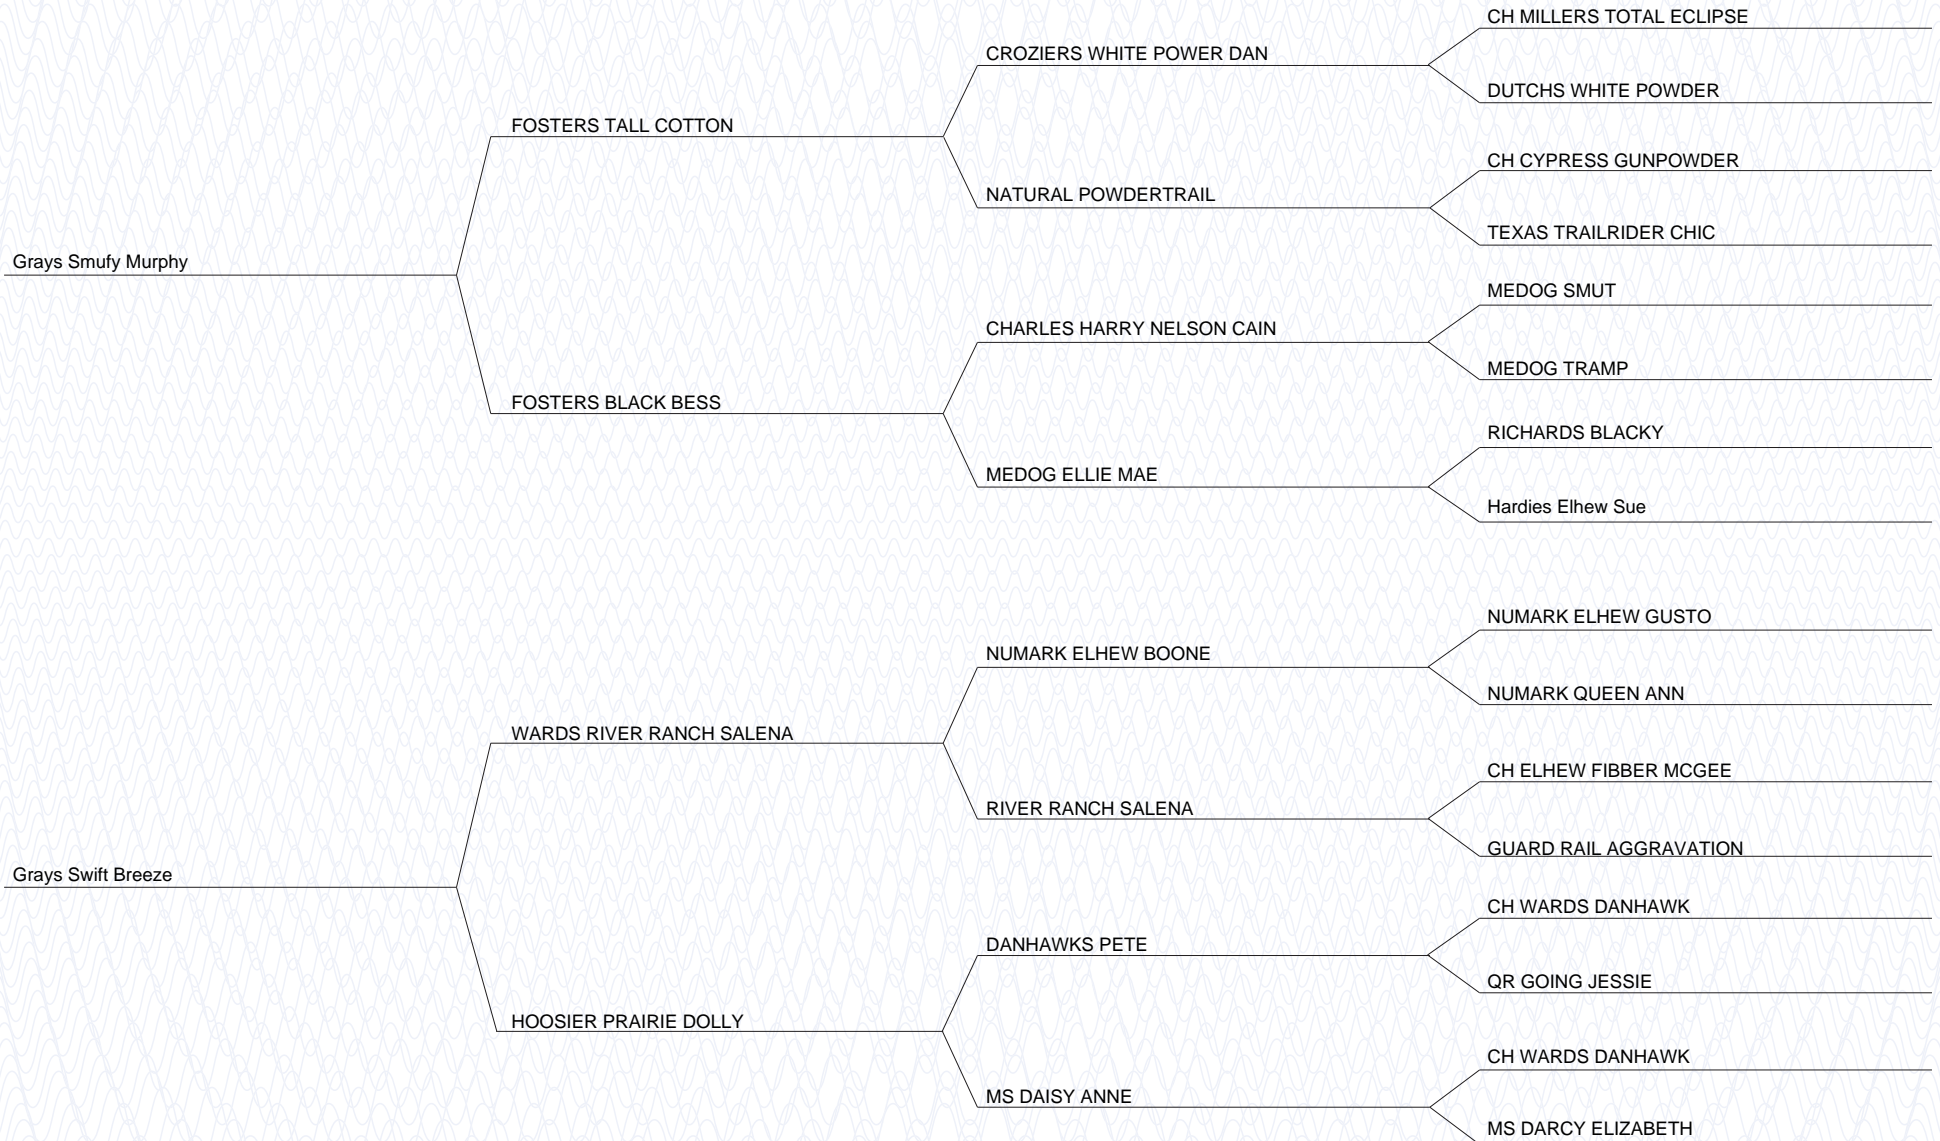 CH MILLERS TOTAL ECLIPSE
CROZIERS WHITE POWER DAN
DUTCHS WHITE POWDER
FOSTERS TALL COTTON
CH CYPRESS GUNPOWDER
NATURAL POWDERTRAIL
TEXAS TRAILRIDER CHIC
Grays Smufy Murphy
MEDOG SMUT
CHARLES HARRY NELSON CAIN
MEDOG TRAMP
FOSTERS BLACK BESS
RICHARDS BLACKY
MEDOG ELLIE MAE
Hardies Elhew Sue
NUMARK ELHEW GUSTO
NUMARK ELHEW BOONE
NUMARK QUEEN ANN
WARDS RIVER RANCH SALENA
CH ELHEW FIBBER MCGEE
RIVER RANCH SALENA
GUARD RAIL AGGRAVATION
Grays Swift Breeze
CH WARDS DANHAWK
DANHAWKS PETE
QR GOING JESSIE
HOOSIER PRAIRIE DOLLY
CH WARDS DANHAWK
MS DAISY ANNE
MS DARCY ELIZABETH